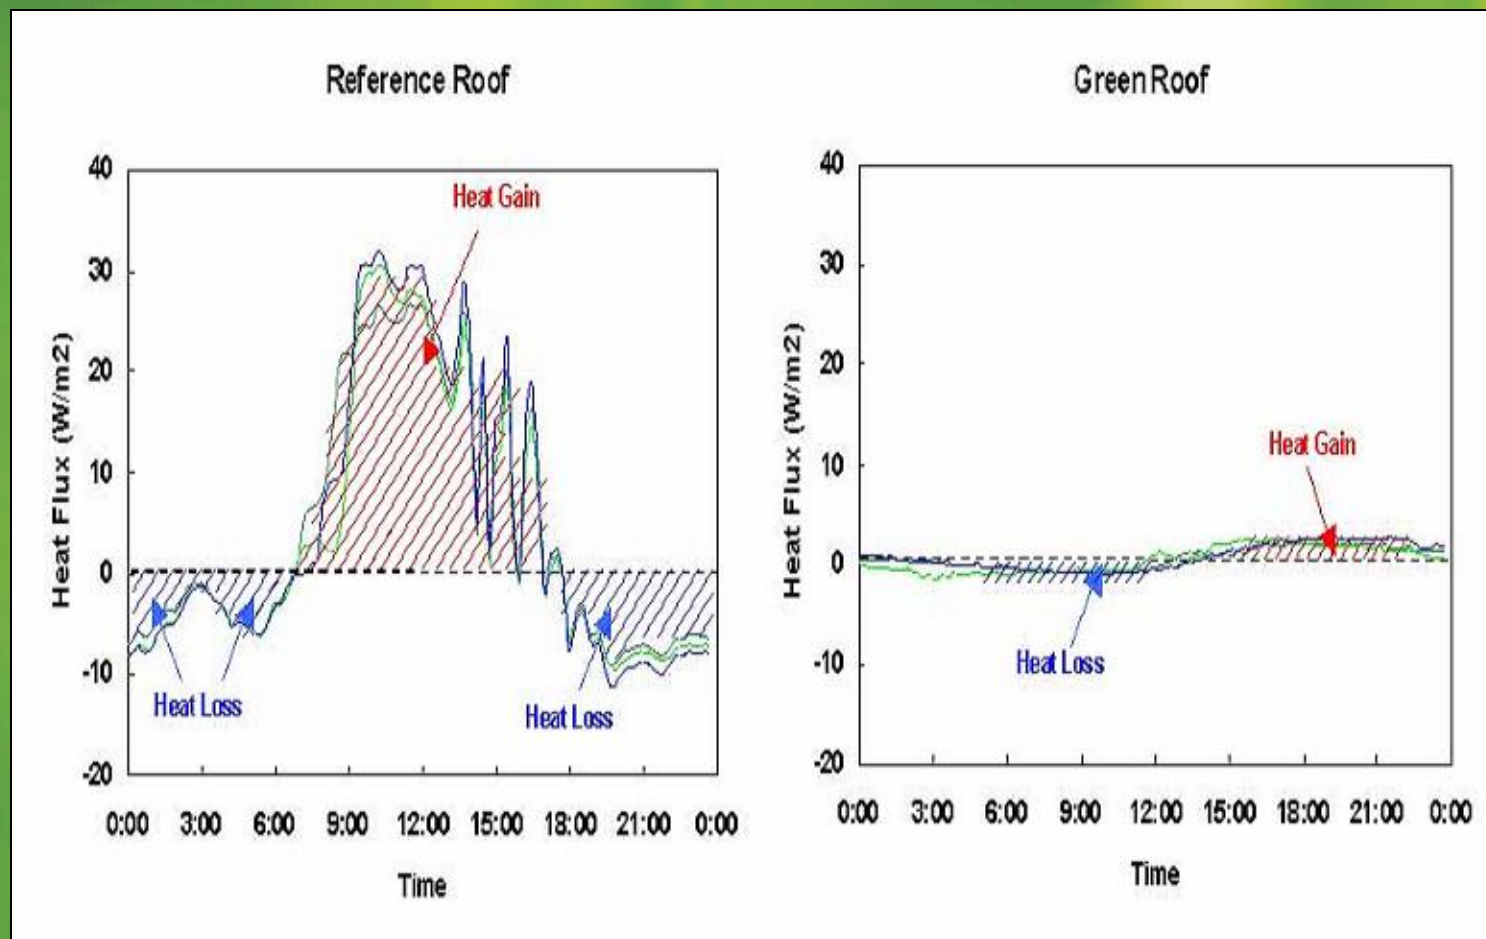 Reference Roof
Heat Flux (W/m2)
40
30
20
10
0
-10
-20
Heat Gain
Heat Loss
Heat Loss
0:00 3:00 6:00 9:00 12:00 15:00 18:00 21:00 0:00
Time
Green Roof
Heat Flux (W/m2)
40
30
20
10
0
-10
-20
Heat Gain
Heat Loss
0:00 3:00 6:00 9:00 12:00 15:00 18:00 21:00 0:00
Time